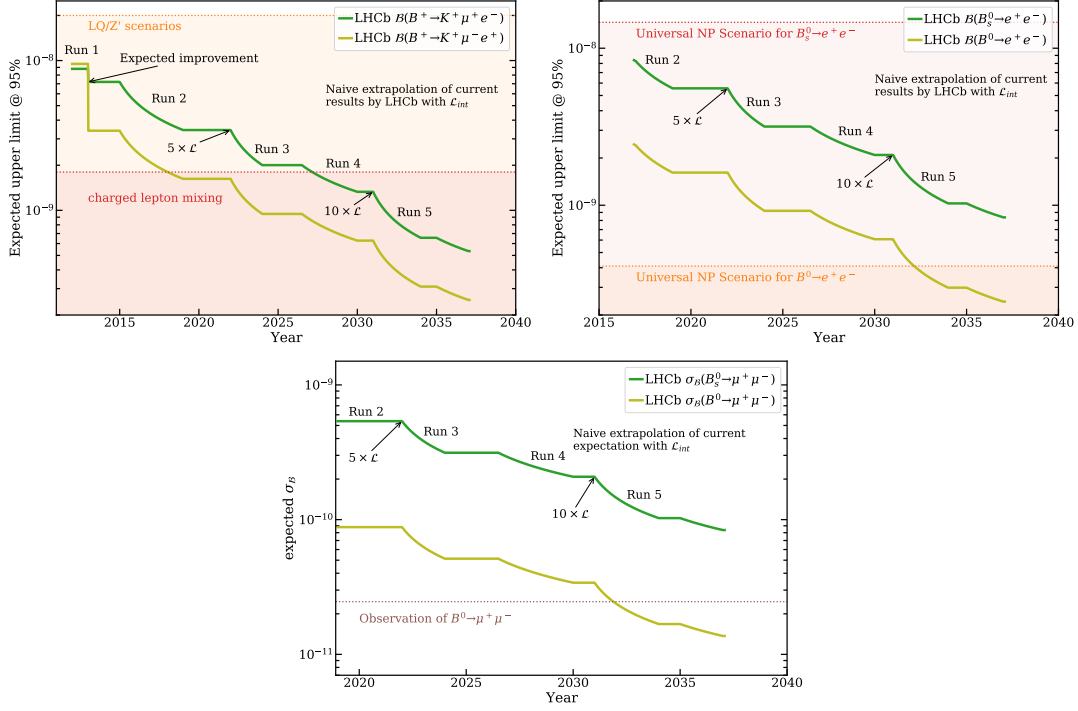 LHCb 𝓑(B⁺→K⁺μ⁺e⁻)
LHCb 𝓑(B⁺→K⁺μ⁻e⁺)
LQ/Z' scenarios
Run 1
Expected improvement
Naive extrapolation of current
results by LHCb with 𝓛ᵢₙₜ
Run 2
5 × 𝓛
Run 3
Run 4
charged lepton mixing
10 × 𝓛
Run 5
10⁻⁸
10⁻⁹
Expected upper limit @ 95%
2015 2020 2025 2030 2035 2040
Year
Universal NP Scenario for B⁰ₛ→e⁺e⁻
LHCb 𝓑(B⁰ₛ→e⁺e⁻)
LHCb 𝓑(B⁰→e⁺e⁻)
Run 2
Naive extrapolation of current
results by LHCb with 𝓛ᵢₙₜ
5 × 𝓛
Run 3
Run 4
10 × 𝓛
Run 5
Universal NP Scenario for B⁰→e⁺e⁻
10⁻⁸
10⁻⁹
Expected upper limit @ 95%
2015 2020 2025 2030 2035 2040
Year
LHCb σ𝓑(B⁰ₛ→μ⁺μ⁻)
LHCb σ𝓑(B⁰→μ⁺μ⁻)
Run 2
5 × 𝓛
Run 3
Naive extrapolation of current
expectation with 𝓛ᵢₙₜ
Run 4
10 × 𝓛
Run 5
Observation of B⁰→μ⁺μ⁻
10⁻⁹
10⁻¹⁰
10⁻¹¹
expected σ𝓑
2020 2025 2030 2035 2040
Year